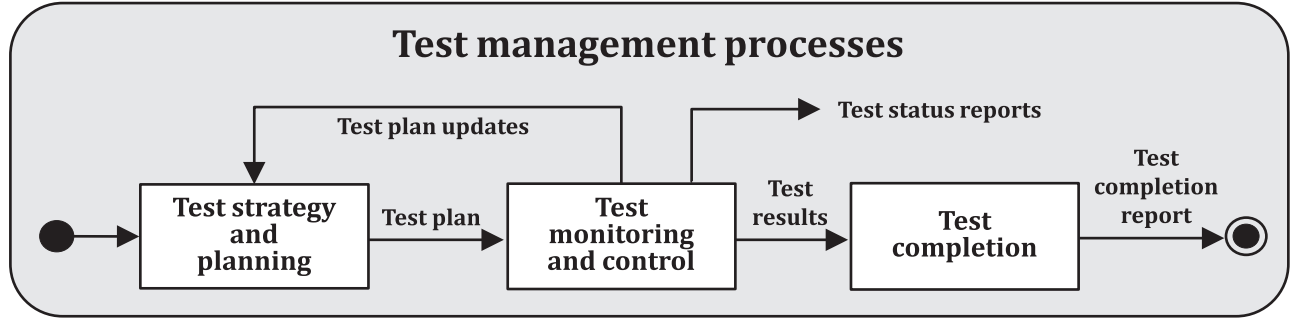 Test management processes
Test plan updates
Test status reports
Test strategy
and
planning
Test plan
Test
monitoring
and control
Test
results
Test
completion
Test
completion
report